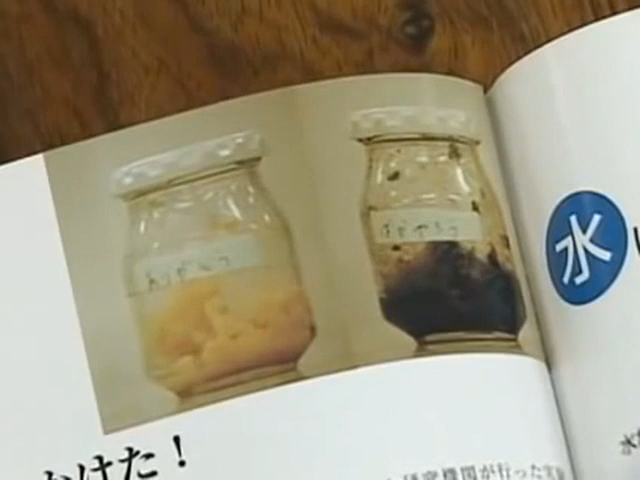 ありがとう
ばかやろう
かけた！
研究機関が行った実
水